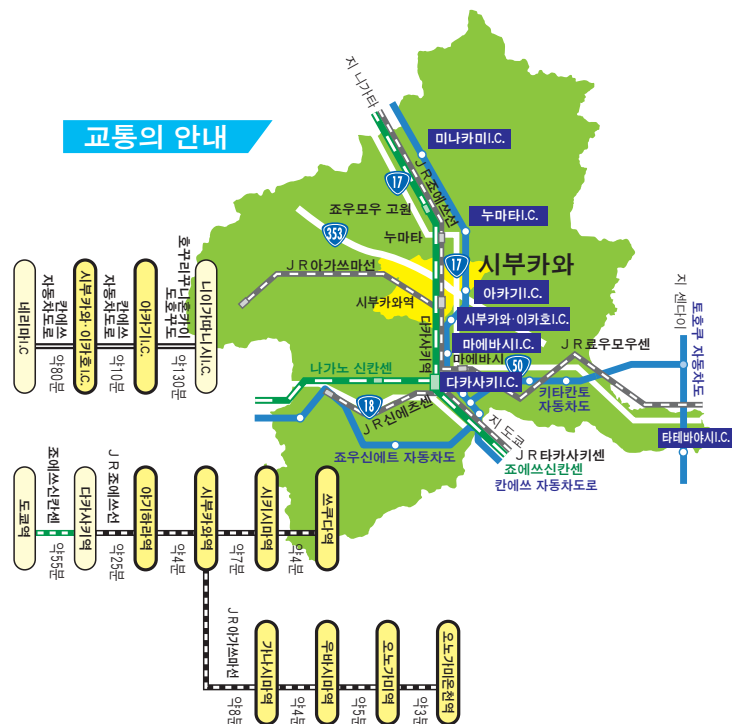 교통의 안내
지 니가타
미나카미I.C.
JR죠에쓰선
17
죠우모우 고원
누마타I.C.
353
누마타
17
시부카와
JR아가쓰마선
아카기I.C.
시부카와역
시부카와·이카호I.C.
다카사키역
마에바시I.C.
마에바시
50
JR료우모우센
지 센다이
토호쿠 자동차도
나가노 신칸센
다카사키I.C.
키타칸토
자동차도
18
JR신에츠센
지 도쿄
타테바야시I.C.
죠우신에트 자동차도
JR타카사키센
죠에쓰신칸센
칸에쓰 자동차도로
네리마I.C
칸에쓰
자동차도로
약80분
시부카와·이카호I.C.
칸에쓰
자동차도로
약10분
아카기I.C.
호꾸리꾸니혼카이
도호꾸도
약130분
니이가따니시I.C.
도쿄역
죠에쓰신칸센
약55분
다카사키역
JR죠에쓰선
약25분
아기하라역
약4분
시부카와역
약7분
시키시마역
약4분
쓰쿠다역
JR아가쓰마선
약8분
가나시마역
약4분
우바시마역
약5분
오노가미역
약3분
오노가미온천역